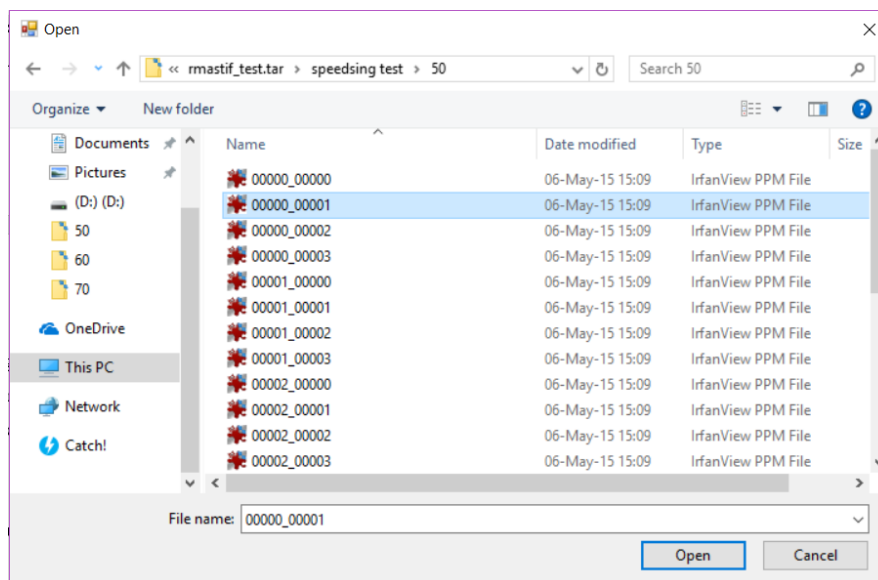 Open
« rmastif_test.tar > speedsing test > 50
Search 50
Organize New folder
Documents
Pictures
(D:) (D:)
50
60
70
OneDrive
This PC
Network
Catch!
Name Date modified Type Size
00000_00000 06-May-15 15:09 IrfanView PPM File
00000_00001 06-May-15 15:09 IrfanView PPM File
00000_00002 06-May-15 15:09 IrfanView PPM File
00000_00003 06-May-15 15:09 IrfanView PPM File
00001_00000 06-May-15 15:09 IrfanView PPM File
00001_00001 06-May-15 15:09 IrfanView PPM File
00001_00002 06-May-15 15:09 IrfanView PPM File
00001_00003 06-May-15 15:09 IrfanView PPM File
00002_00000 06-May-15 15:09 IrfanView PPM File
00002_00001 06-May-15 15:09 IrfanView PPM File
00002_00002 06-May-15 15:09 IrfanView PPM File
00002_00003 06-May-15 15:09 IrfanView PPM File
File name: 00000_00001
Open Cancel